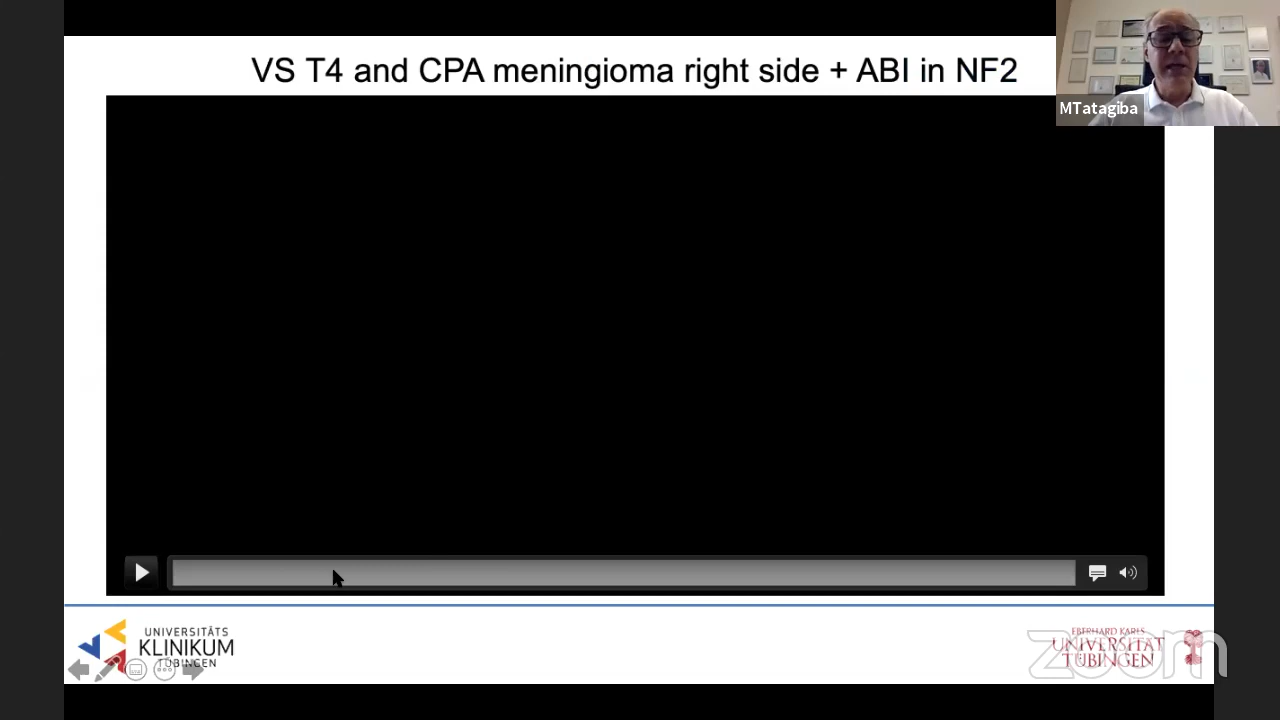 VS T4 and CPA meningioma right side + ABI in NF2
MTatagiba
UNIVERSITÄTS
KLINIKUM
TÜBINGEN
EBERHARD KARLS
UNIVERSITÄT
TÜBINGEN
zoom